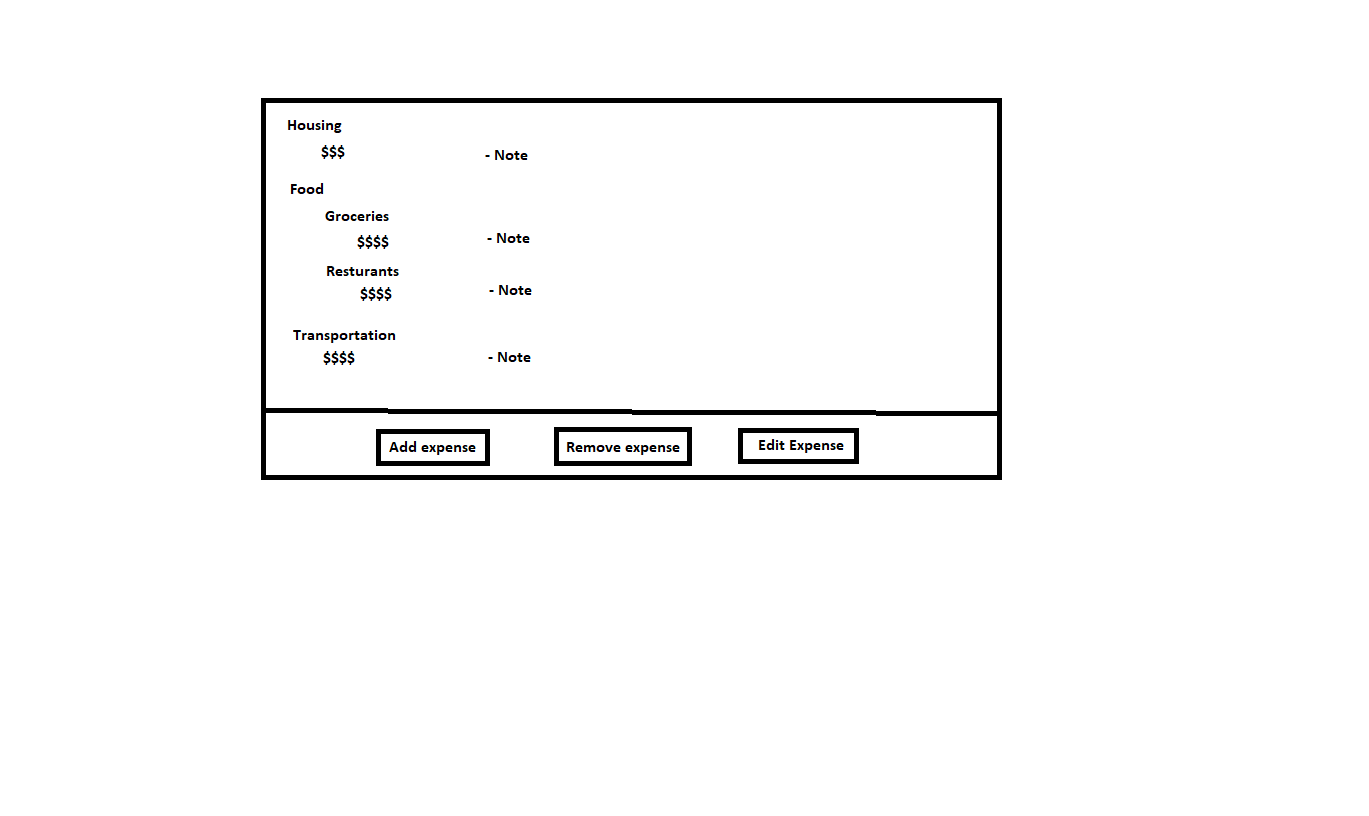 Housing
$$$ - Note
Food
Groceries
$$$$ - Note
Resturants
$$$$ - Note
Transportation
$$$$ - Note
Add expense Remove expense Edit Expense